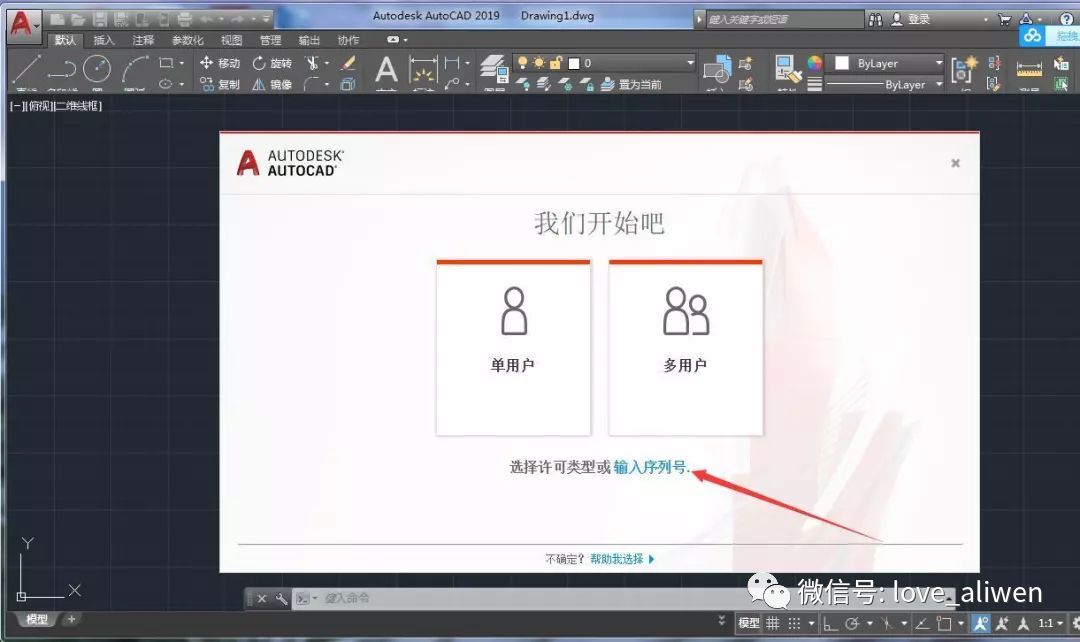 Autodesk AutoCAD 2019 Drawing1.dwg
键入关键字或短语
登录
默认 插入 注释 参数化 视图 管理 输出 协作
移动 旋转
ByLayer
0
复制 镜像
置为当前
ByLayer
[−][俯视][二维线框]
AUTODESK®
AUTOCAD®
我们开始吧
单用户 多用户
选择许可类型或 输入序列号.
不确定? 帮助我选择
Y
X
键入命令
微信号: love_aliwen
模型 +
模型 1:1